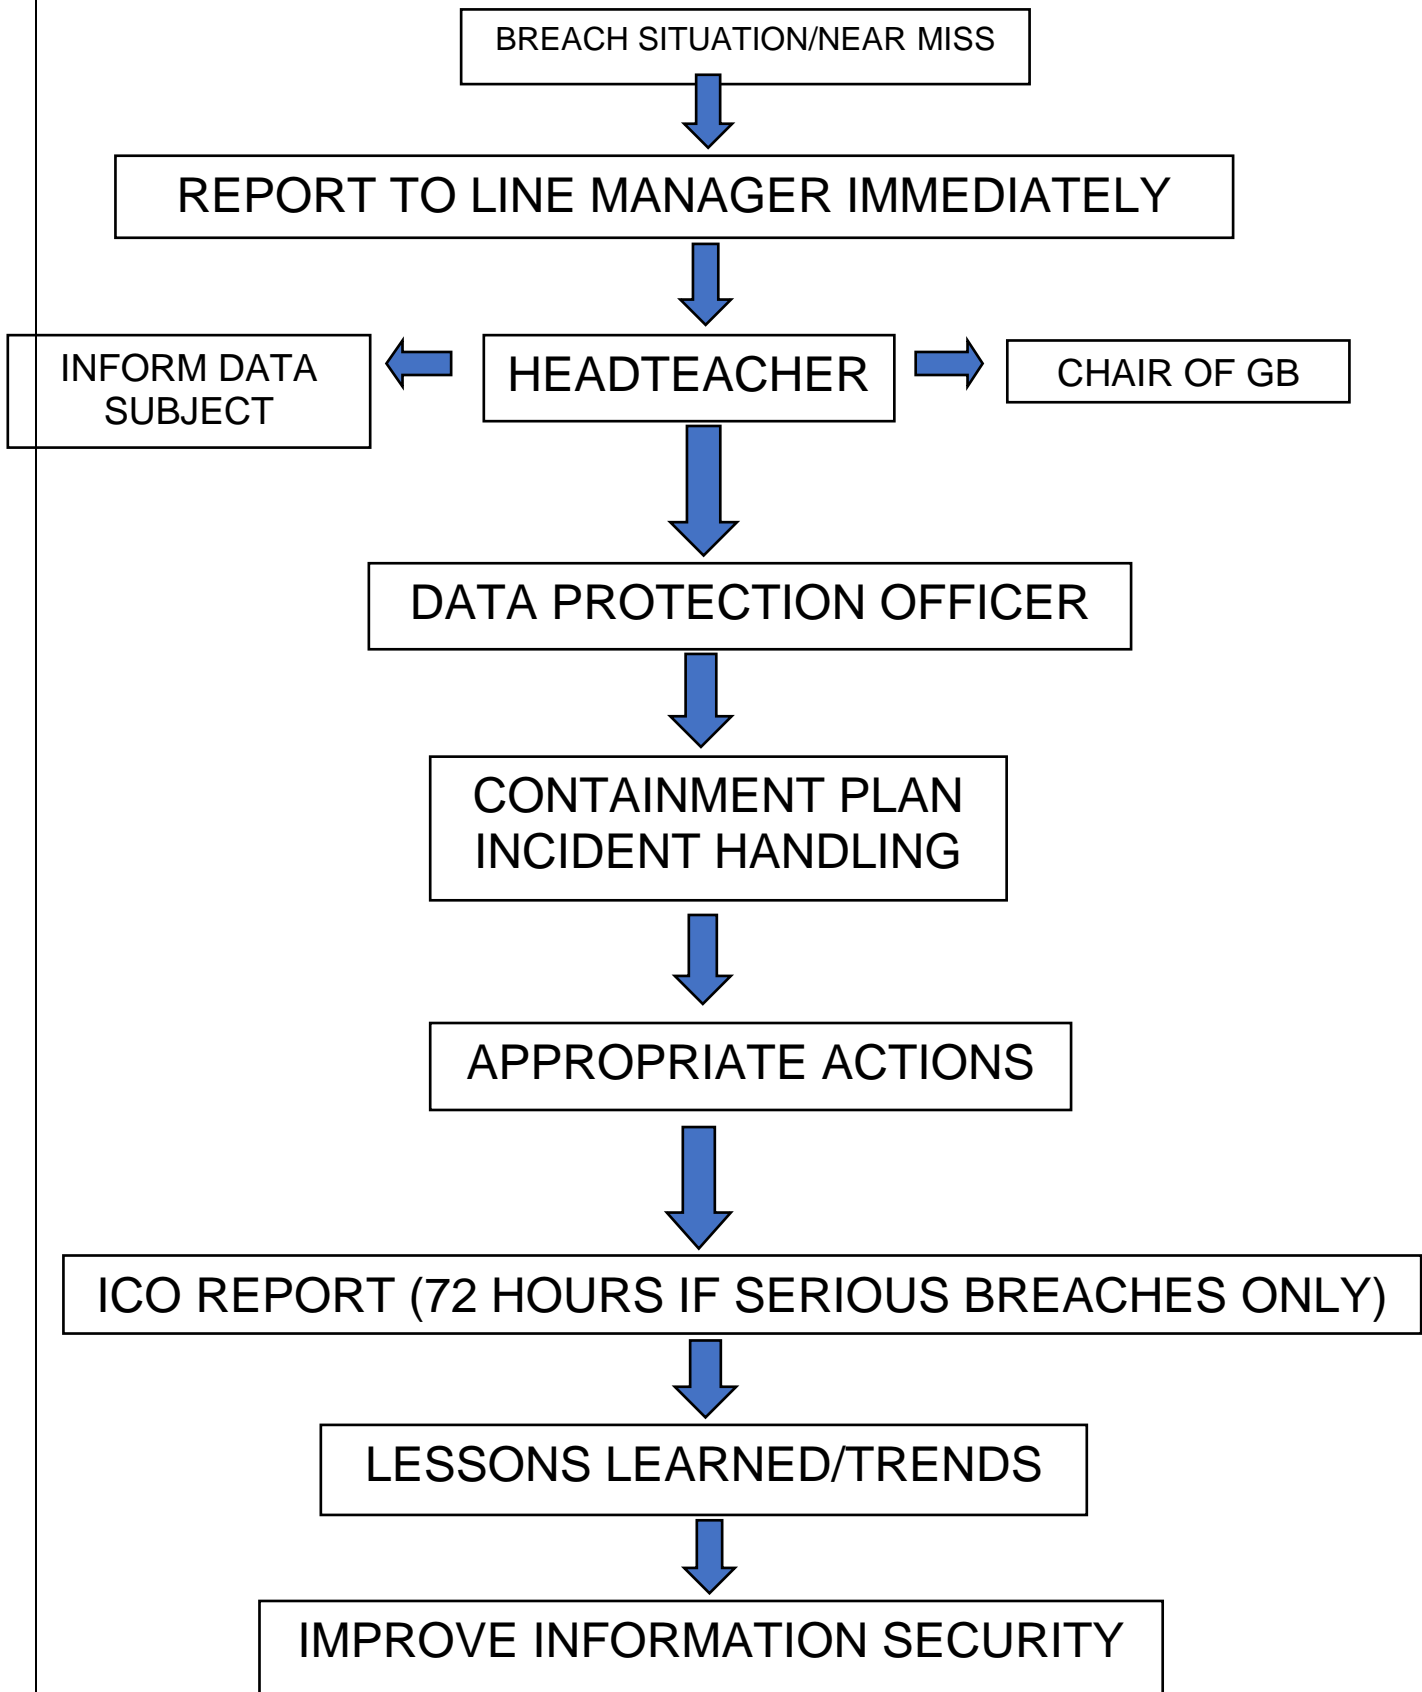 BREACH SITUATION/NEAR MISS
REPORT TO LINE MANAGER IMMEDIATELY
INFORM DATA
SUBJECT
HEADTEACHER
CHAIR OF GB
DATA PROTECTION OFFICER
CONTAINMENT PLAN
INCIDENT HANDLING
APPROPRIATE ACTIONS
ICO REPORT (72 HOURS IF SERIOUS BREACHES ONLY)
LESSONS LEARNED/TRENDS
IMPROVE INFORMATION SECURITY